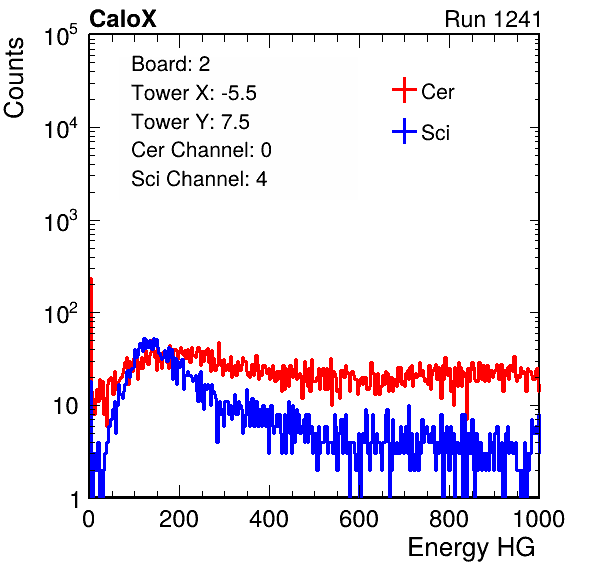 CaloX Run 1241
Counts
10^5
10^4
10^3
10^2
10
1
Board: 2
Tower X: -5.5
Tower Y: 7.5
Cer Channel: 0
Sci Channel: 4
Cer
Sci
0 200 400 600 800 1000
Energy HG